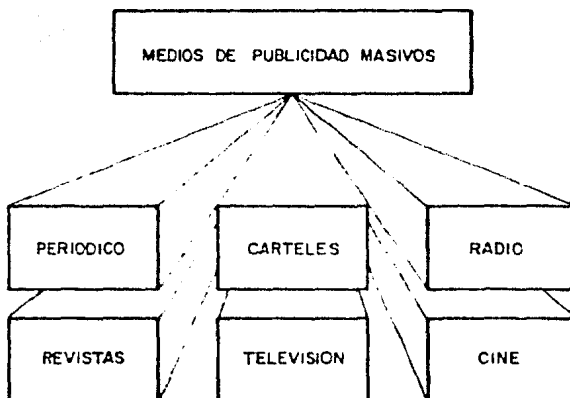 MEDIOS DE PUBLICIDAD MASIVOS
PERIODICO
CARTELES
RADIO
REVISTAS
TELEVISION
CINE